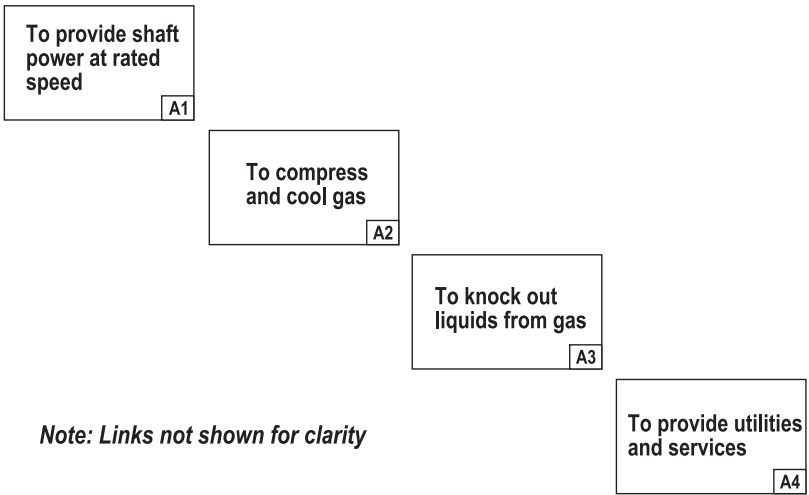 To provide shaft
power at rated
speed
A1
To compress
and cool gas
A2
To knock out
liquids from gas
A3
To provide utilities
and services
A4
Note: Links not shown for clarity